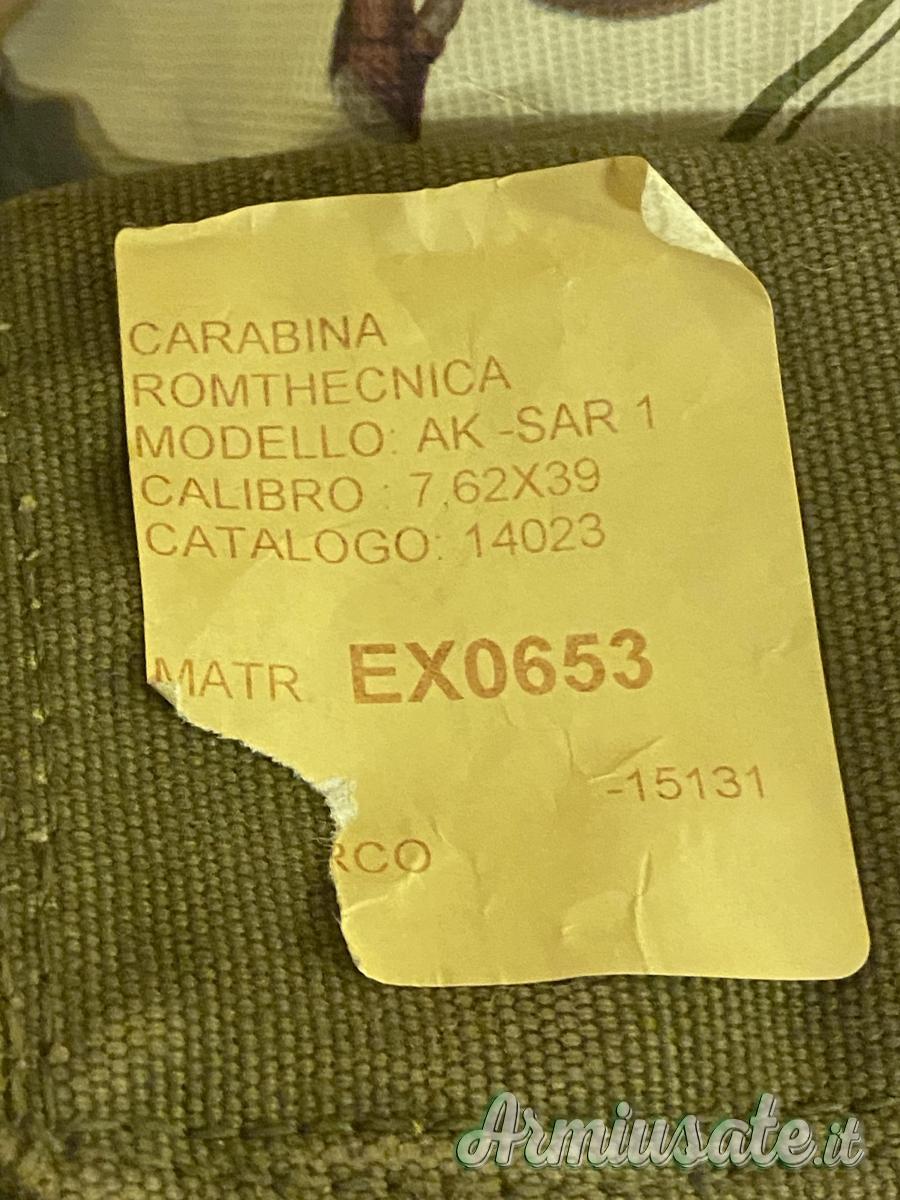 CARABINA
ROMTHECNICA
MODELLO: AK -SAR 1
CALIBRO : 7,62X39
CATALOGO: 14023
MATR. EX0653
-15131
RCO
Armiusate.it